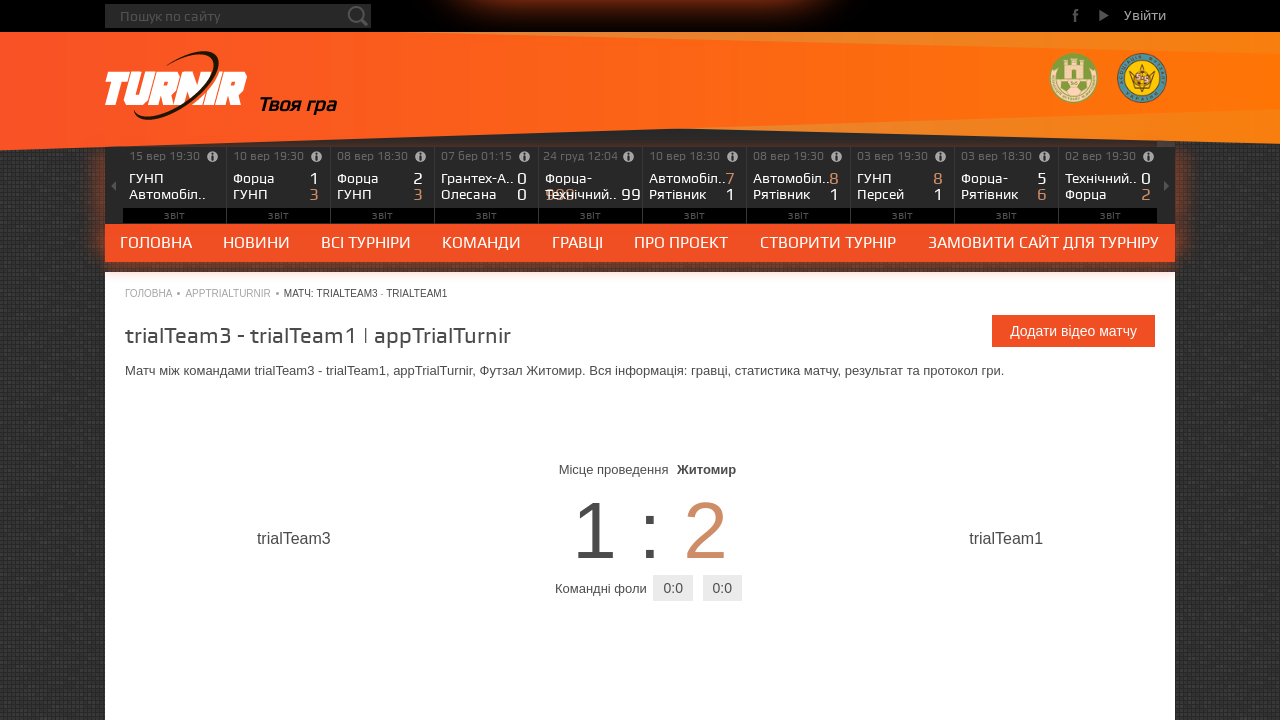 Пошук по сайту
Увійти
TURNIR
Твоя гра
15 вер 19:30 10 вер 19:30 08 вер 18:30 07 бер 01:15 24 груд 12:04 10 вер 18:30 08 вер 19:30 03 вер 19:30 03 вер 18:30 02 вер 19:30
ГУНП Форца 1 Форца 2 Грантех-А.. 0 Форца- 999 Автомобіл.. 7 Автомобіл.. 8 ГУНП 8 Форца- 5 Технічний.. 0
Автомобіл.. ГУНП 3 ГУНП 3 Олесана 0 Технічний.. 99 Рятівник 1 Рятівник 1 Персей 1 Рятівник 6 Форца 2
звіт звіт звіт звіт звіт звіт звіт звіт звіт звіт
ГОЛОВНА НОВИНИ ВСІ ТУРНІРИ КОМАНДИ ГРАВЦІ ПРО ПРОЕКТ СТВОРИТИ ТУРНІР ЗАМОВИТИ САЙТ ДЛЯ ТУРНІРУ
ГОЛОВНА • APPTRIALTURNIR • МАТЧ: TRIALTEAM3 - TRIALTEAM1
trialTeam3 - trialTeam1 | appTrialTurnir
Додати відео матчу
Матч між командами trialTeam3 - trialTeam1, appTrialTurnir, Футзал Житомир. Вся інформація: гравці, статистика матчу, результат та протокол гри.
Місце проведення Житомир
trialTeam3 1 : 2 trialTeam1
Командні фоли 0:0 0:0